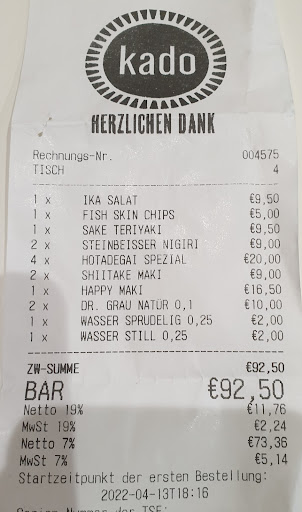 kado
HERZLICHEN DANK
Rechnungs-Nr. 004575
TISCH 4
1 x IKA SALAT €9,50
1 x FISH SKIN CHIPS €5,00
1 x SAKE TERIYAKI €9,50
2 x STEINBEISSER NIGIRI €9,00
4 x HOTADEGAI SPEZIAL €20,00
2 x SHIITAKE MAKI €9,00
1 x HAPPY MAKI €16,50
2 x DR. GRAU NATUR 0,1 €10,00
1 x WASSER SPRUDELIG 0,25 €2,00
1 x WASSER STILL 0,25 €2,00
ZW-SUMME €92,50
BAR €92,50
Netto 19% €11,76
MwSt 19% €2,24
Netto 7% €73,36
MwSt 7% €5,14
Startzeitpunkt der ersten Bestellung:
2022-04-13T18:16
Serien Nummer der TSE: